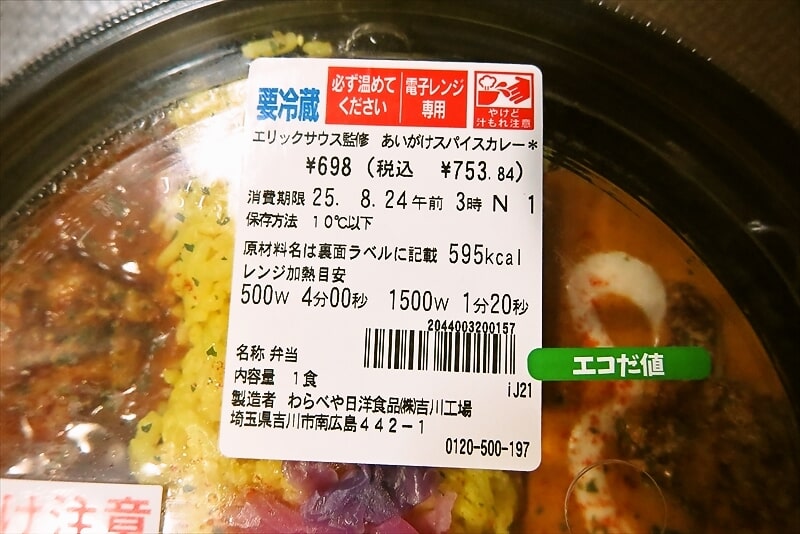 要冷蔵
必ず温めて
ください
電子レンジ
専用
やけど
汁もれ注意
エリックサウス監修 あいがけスパイスカレー*
¥698 (税込 ¥753.84)
消費期限 25. 8.24午前 3時 N 1
保存方法 10℃以下
原材料名は裏面ラベルに記載 595kcal
レンジ加熱目安
500W 4分00秒 1500W 1分20秒
2044003200157
エコだ値
名称 弁当
iJ21
内容量 1食
製造者 わらべや日洋食品(株)吉川工場
埼玉県吉川市南広島442-1
0120-500-197
け注意